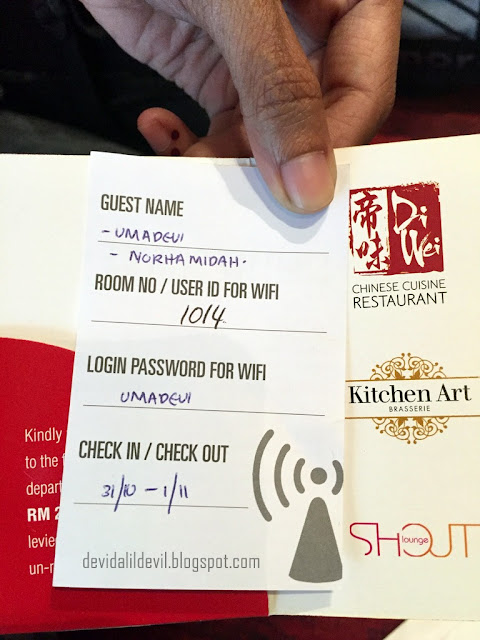 GUEST NAME
- UMADEVI
- NORHAMIDAH.
ROOM NO / USER ID FOR WIFI
1014
LOGIN PASSWORD FOR WIFI
UMADEVI
CHECK IN / CHECK OUT
31/10 - 1/11
devidalildevil.blogspot.com
Kindly
to the
depart
RM 2
levie
un-r
帝味
Di Wei
CHINESE CUISINE
RESTAURANT
Kitchen Art
BRASSERIE
SHOUT
lounge